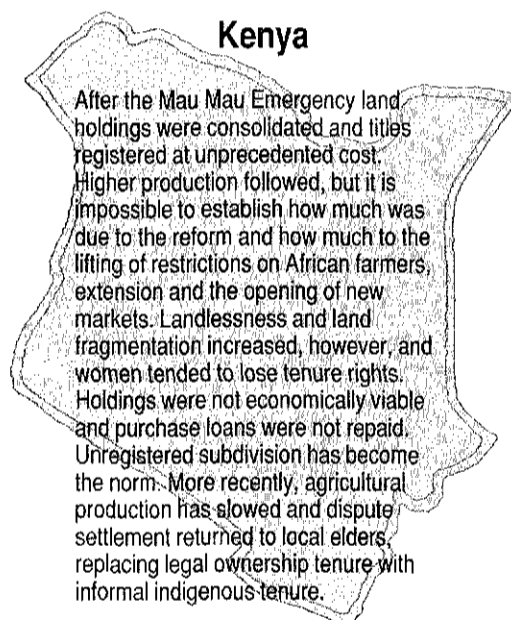 Kenya
After the Mau Mau Emergency land
holdings were consolidated and titles
registered at unprecedented cost.
Higher production followed, but it is
impossible to establish how much was
due to the reform and how much to the
lifting of restrictions on African farmers,
extension and the opening of new
markets. Landlessness and land
fragmentation increased, however, and
women tended to lose tenure rights.
Holdings were not economically viable
and purchase loans were not repaid.
Unregistered subdivision has become
the norm. More recently, agricultural
production has slowed and dispute
settlement returned to local elders,
replacing legal ownership tenure with
informal indigenous tenure.